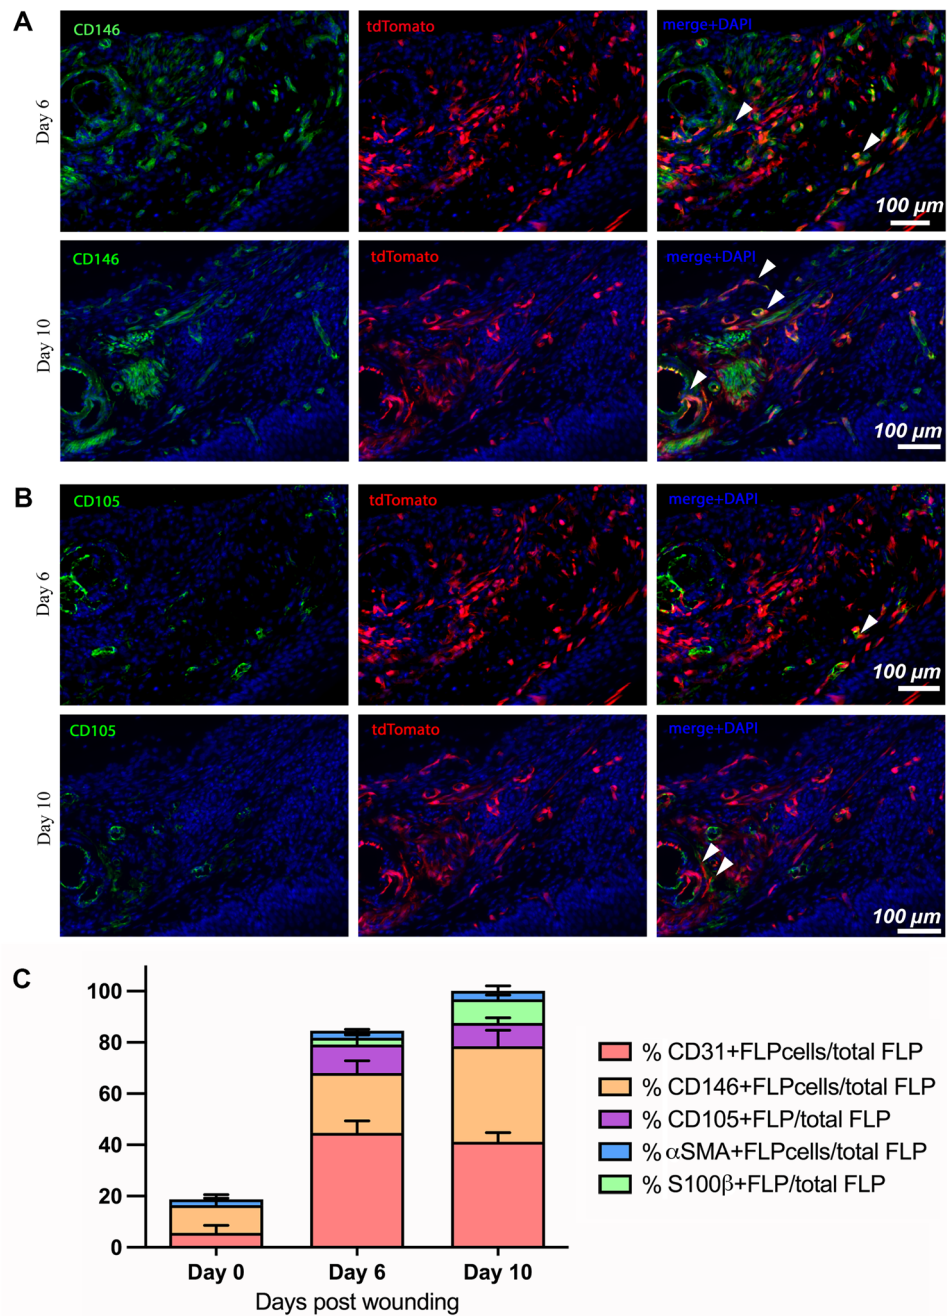 A
CD146
tdTomato
merge+DAPI
Day 6
100 µm
CD146
tdTomato
merge+DAPI
Day 10
100 µm
B
CD105
tdTomato
merge+DAPI
Day 6
100 µm
CD105
tdTomato
merge+DAPI
Day 10
100 µm
C
100
80
60
40
20
0
Day 0
Day 6
Day 10
Days post wounding
% CD31+FLPcells/total FLP
% CD146+FLPcells/total FLP
% CD105+FLP/total FLP
% αSMA+FLPcells/total FLP
% S100β+FLP/total FLP